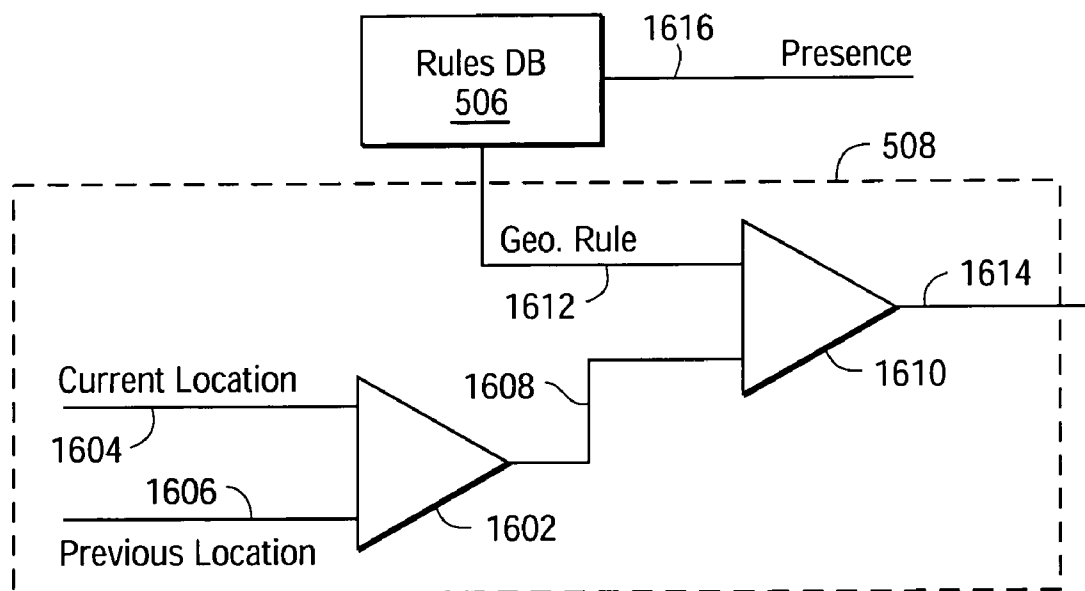 1616
Presence
Rules DB
506
508
Geo. Rule
1612
1614
1610
Current Location
1604
1608
1606
1602
Previous Location